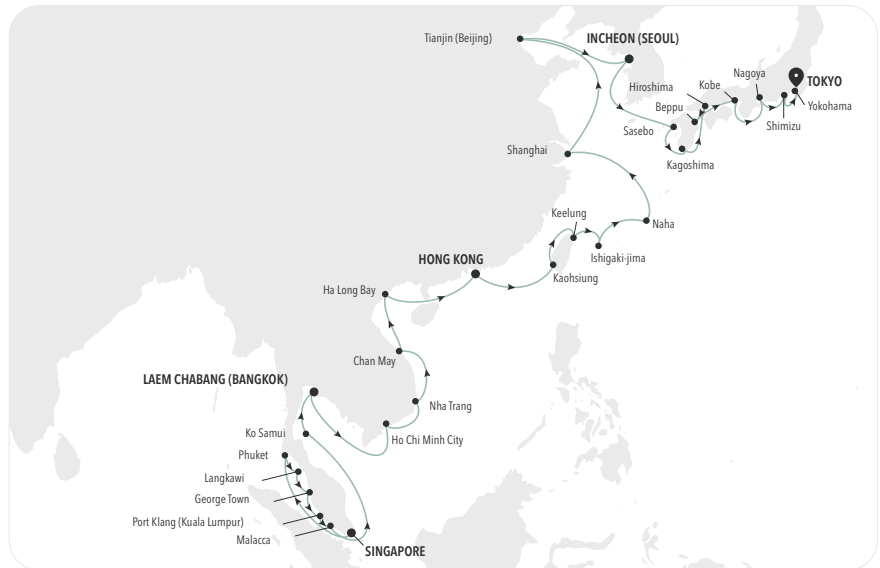 Tianjin (Beijing)
INCHEON (SEOUL)
Nagoya
TOKYO
Kobe
Hiroshima
Yokohama
Beppu
Shimizu
Sasebo
Shanghai
Kagoshima
Keelung
Naha
HONG KONG
Ishigaki-jima
Kaohsiung
Ha Long Bay
Chan May
LAEM CHABANG (BANGKOK)
Nha Trang
Ko Samui
Ho Chi Minh City
Phuket
Langkawi
George Town
Port Klang (Kuala Lumpur)
Malacca
SINGAPORE